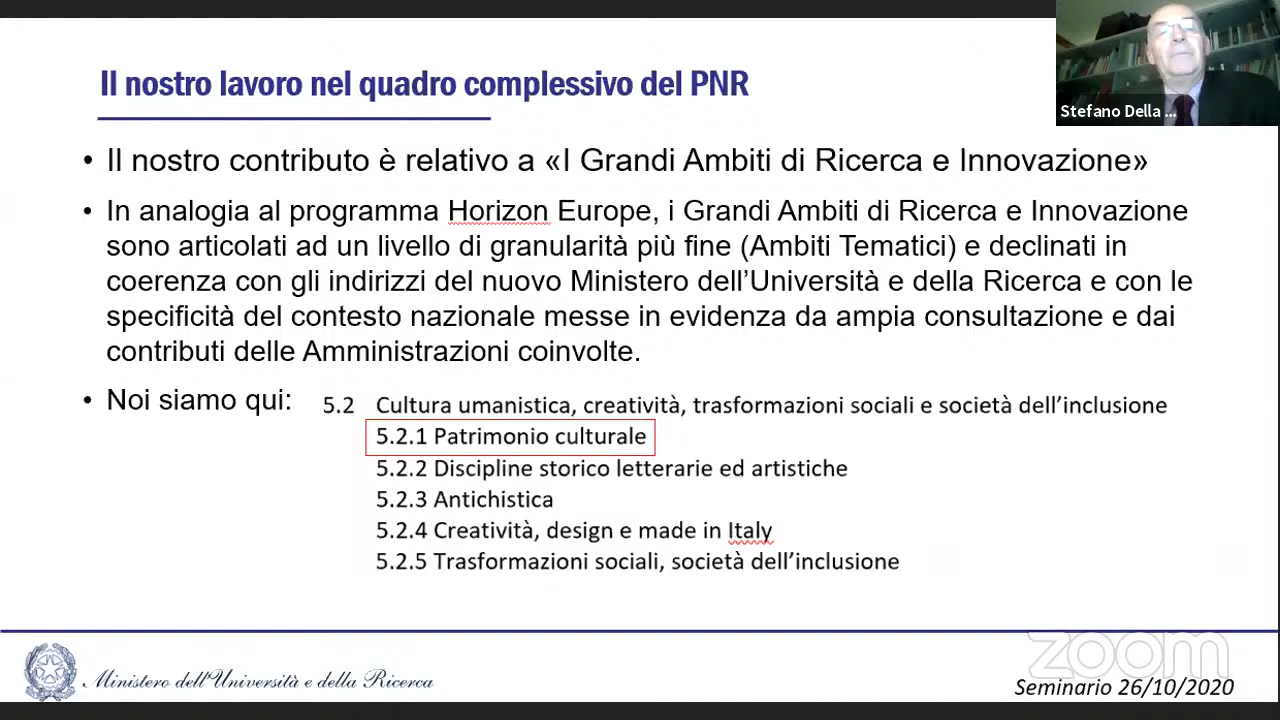 Il nostro lavoro nel quadro complessivo del PNR
Stefano Della ...
• Il nostro contributo è relativo a «I Grandi Ambiti di Ricerca e Innovazione»
• In analogia al programma Horizon Europe, i Grandi Ambiti di Ricerca e Innovazione
sono articolati ad un livello di granularità più fine (Ambiti Tematici) e declinati in
coerenza con gli indirizzi del nuovo Ministero dell’Università e della Ricerca e con le
specificità del contesto nazionale messe in evidenza da ampia consultazione e dai
contributi delle Amministrazioni coinvolte.
• Noi siamo qui:
5.2 Cultura umanistica, creatività, trasformazioni sociali e società dell’inclusione
5.2.1 Patrimonio culturale
5.2.2 Discipline storico letterarie ed artistiche
5.2.3 Antichistica
5.2.4 Creatività, design e made in Italy
5.2.5 Trasformazioni sociali, società dell’inclusione
Ministero dell'Università e della Ricerca
zoom
Seminario 26/10/2020